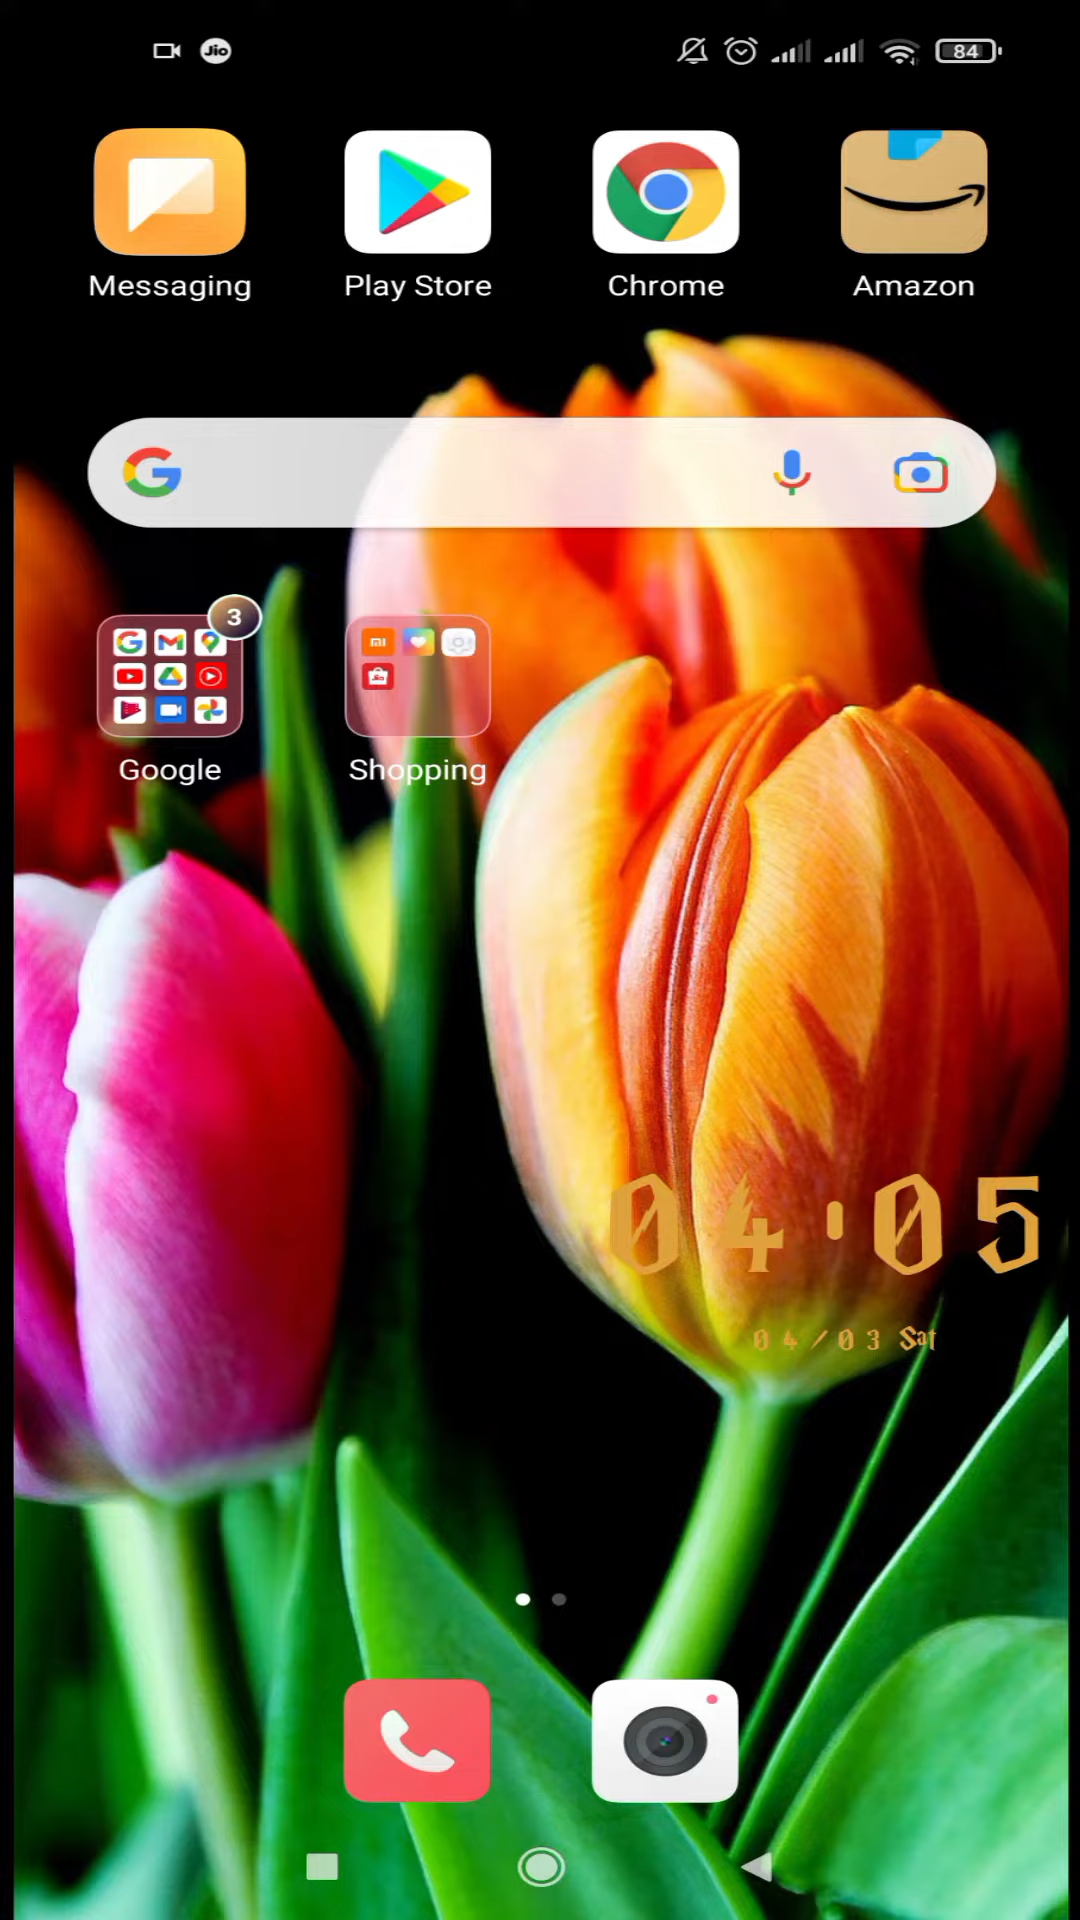 Jio
84
Messaging
Play Store
Chrome
Amazon
3
Google
Shopping
04:05
04/03 Sat